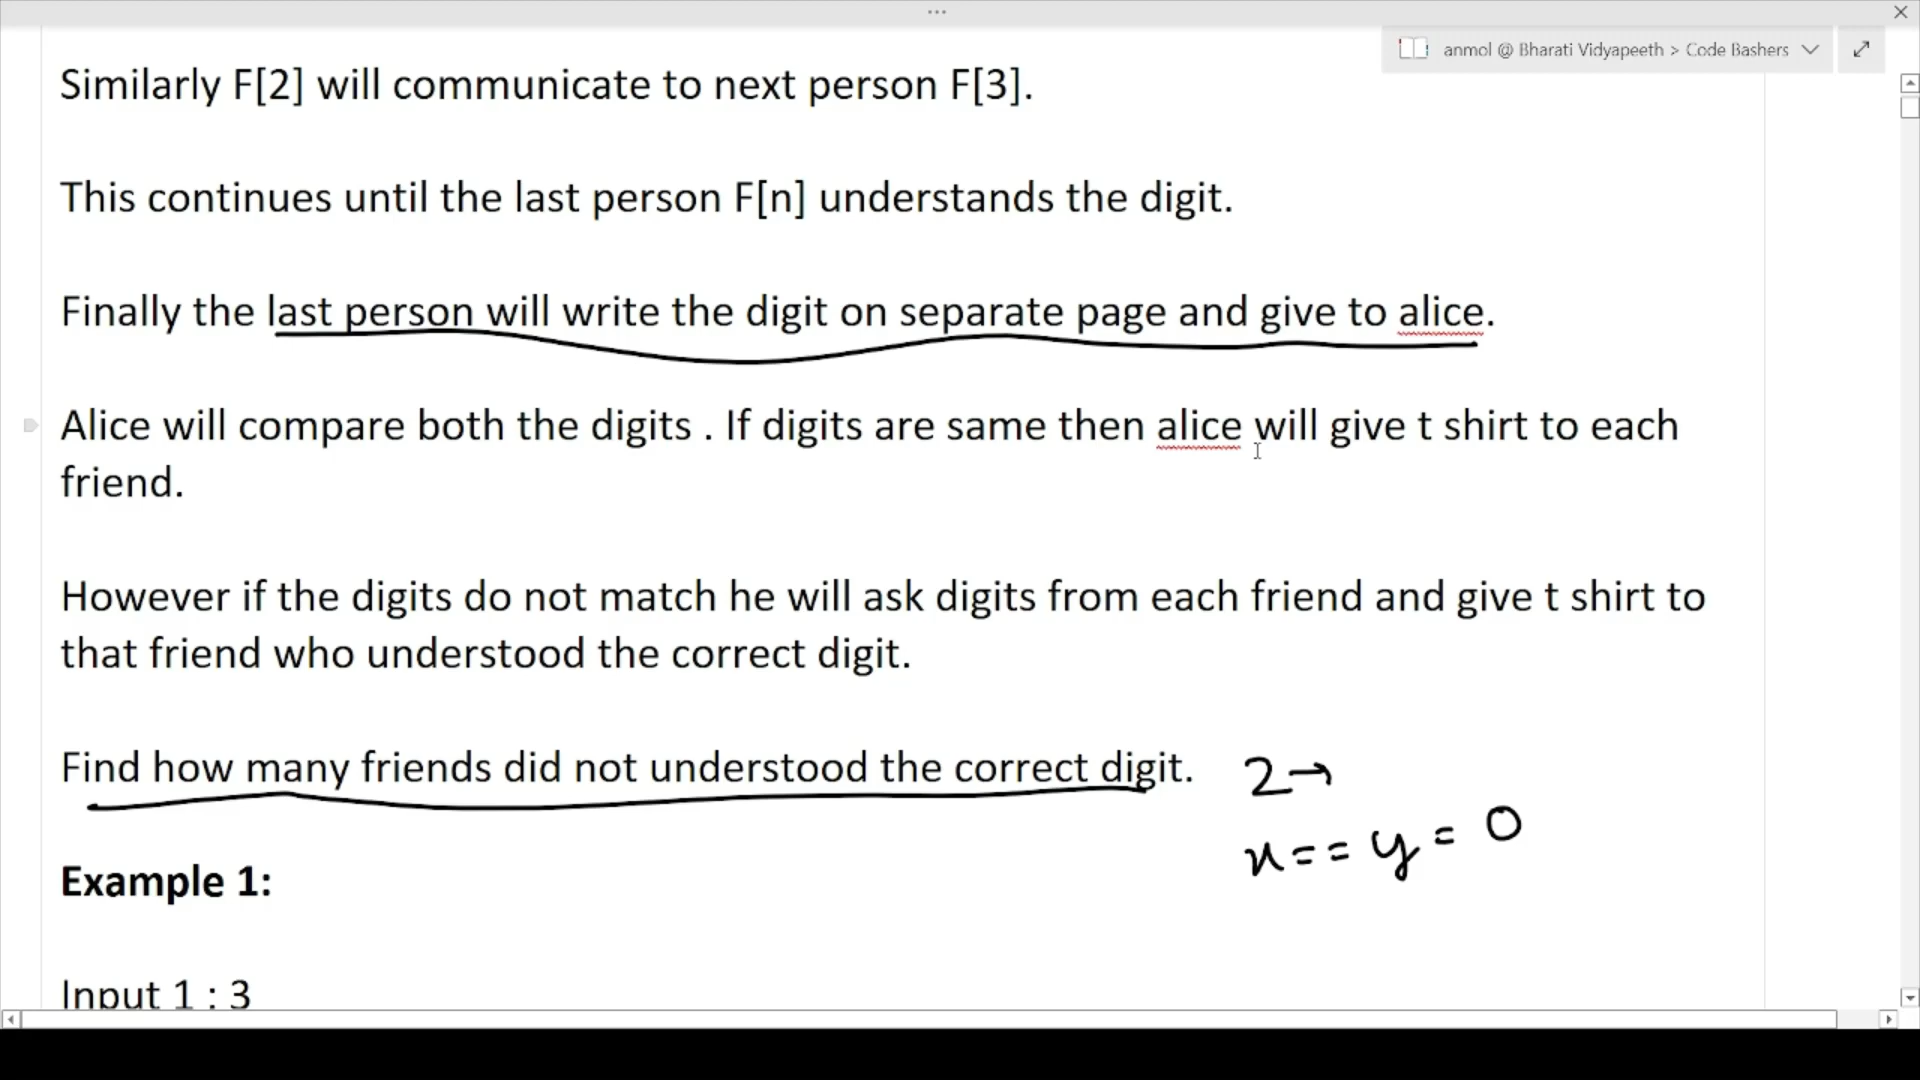 anmol @ Bharati Vidyapeeth > Code Bashers
Similarly F[2] will communicate to next person F[3].
This continues until the last person F[n] understands the digit.
Finally the last person will write the digit on separate page and give to alice.
Alice will compare both the digits . If digits are same then alice will give t shirt to each
friend.
However if the digits do not match he will ask digits from each friend and give t shirt to
that friend who understood the correct digit.
Find how many friends did not understood the correct digit.
2→
x == y = 0
Example 1:
Input 1 : 3